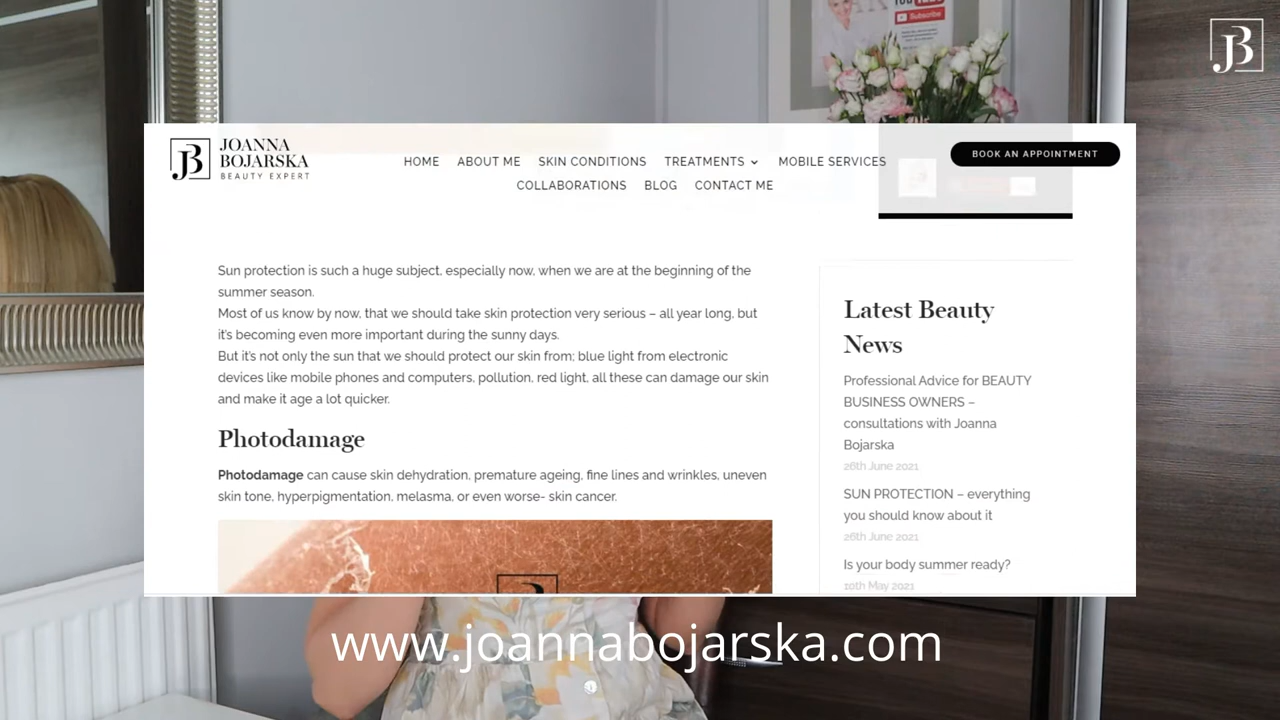 YOUTUBE
Subscribe
JB
JOANNA
BOJARSKA
BEAUTY EXPERT
HOME ABOUT ME SKIN CONDITIONS TREATMENTS MOBILE SERVICES
COLLABORATIONS BLOG CONTACT ME
BOOK AN APPOINTMENT
Sun protection is such a huge subject, especially now, when we are at the beginning of the
summer season.
Most of us know by now, that we should take skin protection very serious – all year long, but
it's becoming even more important during the sunny days.
But it's not only the sun that we should protect our skin from; blue light from electronic
devices like mobile phones and computers, pollution, red light, all these can damage our skin
and make it age a lot quicker.
Photodamage
Photodamage can cause skin dehydration, premature ageing, fine lines and wrinkles, uneven
skin tone, hyperpigmentation, melasma, or even worse- skin cancer.
Latest Beauty
News
Professional Advice for BEAUTY
BUSINESS OWNERS –
consultations with Joanna
Bojarska
26th June 2021
SUN PROTECTION – everything
you should know about it
26th June 2021
Is your body summer ready?
10th May 2021
www.joannabojarska.com